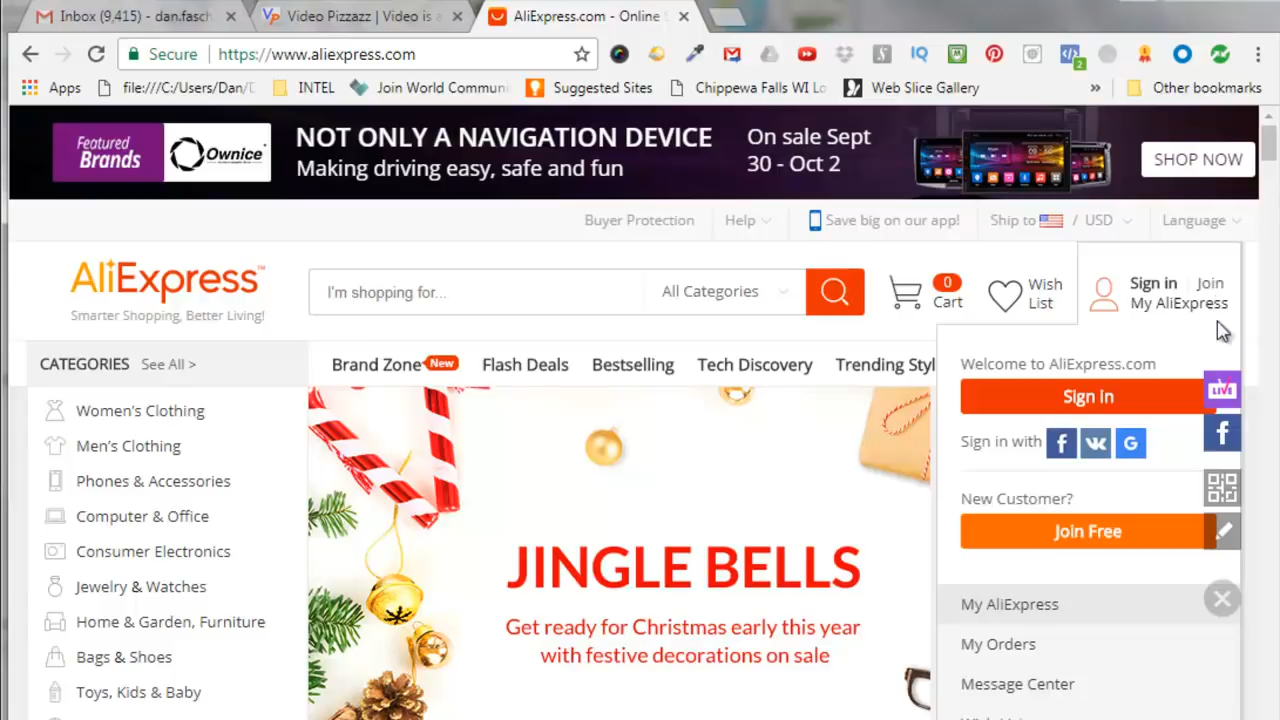 Inbox (9,415) - dan.fasch
Video Pizzazz | Video is a
AliExpress.com - Online
Secure
https://www.aliexpress.com
2
Apps
file:///C:/Users/Dan/
INTEL
Join World Commun
Suggested Sites
Chippewa Falls WI Lo
Web Slice Gallery
»
Other bookmarks
Featured
Brands
Ownice
NOT ONLY A NAVIGATION DEVICE
Making driving easy, safe and fun
On sale Sept
30 - Oct 2
SHOP NOW
Buyer Protection
Help
Save big on our app!
Ship to / USD
Language
AliExpress™
Smarter Shopping, Better Living!
I'm shopping for...
All Categories
0
Cart
Wish
List
Sign in | Join
My AliExpress
CATEGORIES See All >
Brand Zone New
Flash Deals
Bestselling
Tech Discovery
Trending Styl
Women's Clothing
Men's Clothing
Phones & Accessories
Computer & Office
Consumer Electronics
Jewelry & Watches
Home & Garden, Furniture
Bags & Shoes
Toys, Kids & Baby
JINGLE BELLS
Get ready for Christmas early this year
with festive decorations on sale
Welcome to AliExpress.com
Sign in
Sign in with
LIVE
New Customer?
Join Free
My AliExpress
My Orders
Message Center